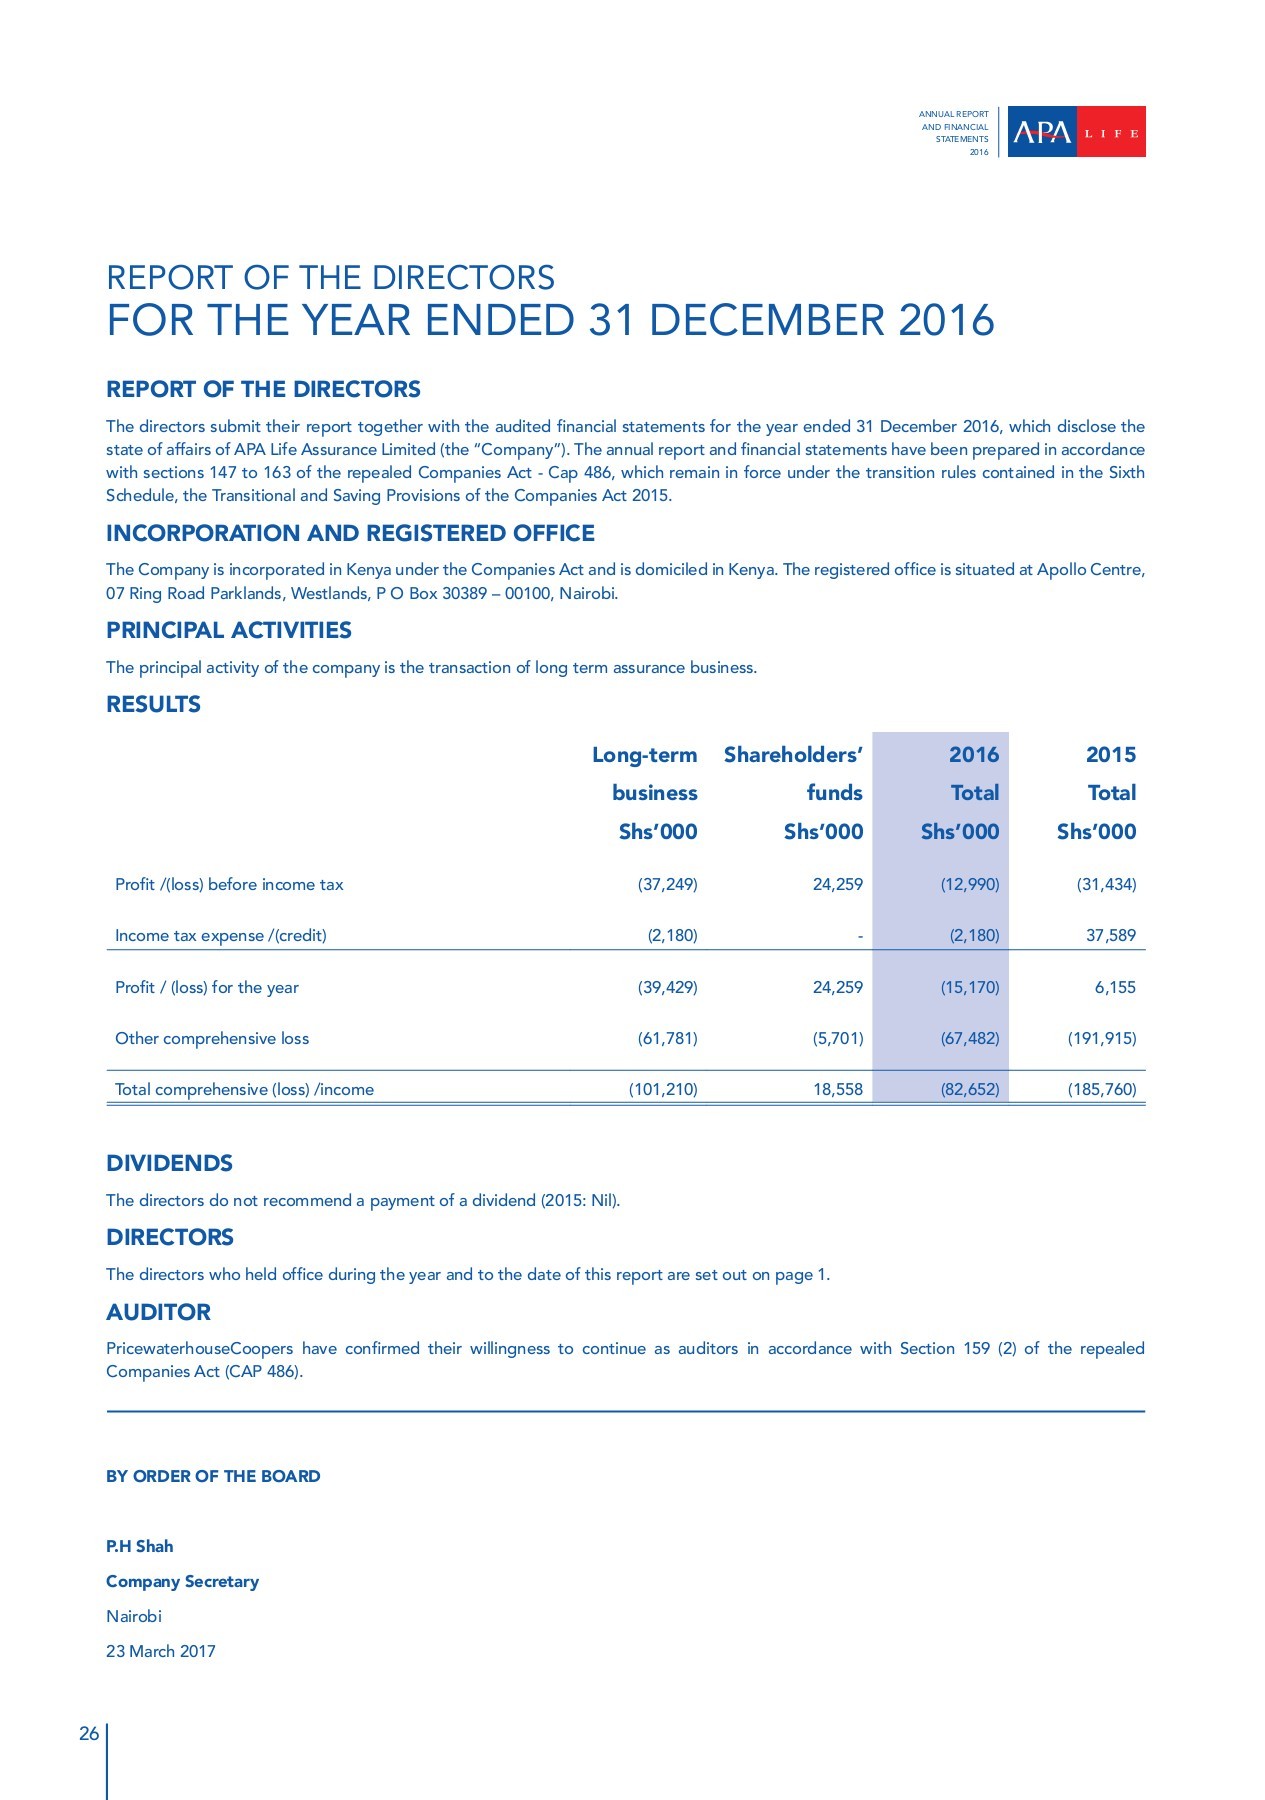 ANNUAL REPORT
AND FINANCIAL
STATEMENTS
2016
APA LIFE
REPORT OF THE DIRECTORS
FOR THE YEAR ENDED 31 DECEMBER 2016
REPORT OF THE DIRECTORS
The directors submit their report together with the audited financial statements for the year ended 31 December 2016, which disclose the
state of affairs of APA Life Assurance Limited (the “Company”). The annual report and financial statements have been prepared in accordance
with sections 147 to 163 of the repealed Companies Act - Cap 486, which remain in force under the transition rules contained in the Sixth
Schedule, the Transitional and Saving Provisions of the Companies Act 2015.
INCORPORATION AND REGISTERED OFFICE
The Company is incorporated in Kenya under the Companies Act and is domiciled in Kenya. The registered office is situated at Apollo Centre,
07 Ring Road Parklands, Westlands, P O Box 30389 – 00100, Nairobi.
PRINCIPAL ACTIVITIES
The principal activity of the company is the transaction of long term assurance business.
RESULTS
Long-term Shareholders’ 2016 2015
business funds Total Total
Shs’000 Shs’000 Shs’000 Shs’000
Profit /(loss) before income tax (37,249) 24,259 (12,990) (31,434)
Income tax expense /(credit) (2,180) - (2,180) 37,589
Profit / (loss) for the year (39,429) 24,259 (15,170) 6,155
Other comprehensive loss (61,781) (5,701) (67,482) (191,915)
Total comprehensive (loss) /income (101,210) 18,558 (82,652) (185,760)
DIVIDENDS
The directors do not recommend a payment of a dividend (2015: Nil).
DIRECTORS
The directors who held office during the year and to the date of this report are set out on page 1.
AUDITOR
PricewaterhouseCoopers have confirmed their willingness to continue as auditors in accordance with Section 159 (2) of the repealed
Companies Act (CAP 486).
BY ORDER OF THE BOARD
P.H Shah
Company Secretary
Nairobi
23 March 2017
26